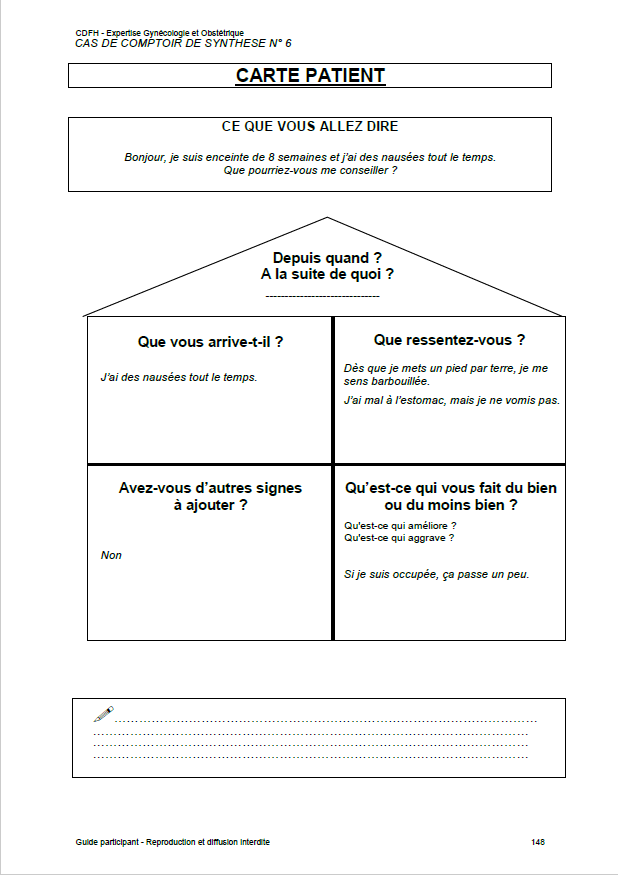 CDFH - Expertise Gynécologie et Obstétrique
CAS DE COMPTOIR DE SYNTHESE N° 6
CARTE PATIENT
CE QUE VOUS ALLEZ DIRE
Bonjour, je suis enceinte de 8 semaines et j'ai des nausées tout le temps.
Que pourriez-vous me conseiller ?
Depuis quand ?
A la suite de quoi ?
------------------------------
Que vous arrive-t-il ?
J'ai des nausées tout le temps.
Que ressentez-vous ?
Dès que je mets un pied par terre, je me
sens barbouillée.
J'ai mal à l'estomac, mais je ne vomis pas.
Avez-vous d'autres signes
à ajouter ?
Non
Qu'est-ce qui vous fait du bien
ou du moins bien ?
Qu'est-ce qui améliore ?
Qu'est-ce qui aggrave ?
Si je suis occupée, ça passe un peu.
Guide participant - Reproduction et diffusion interdite
148